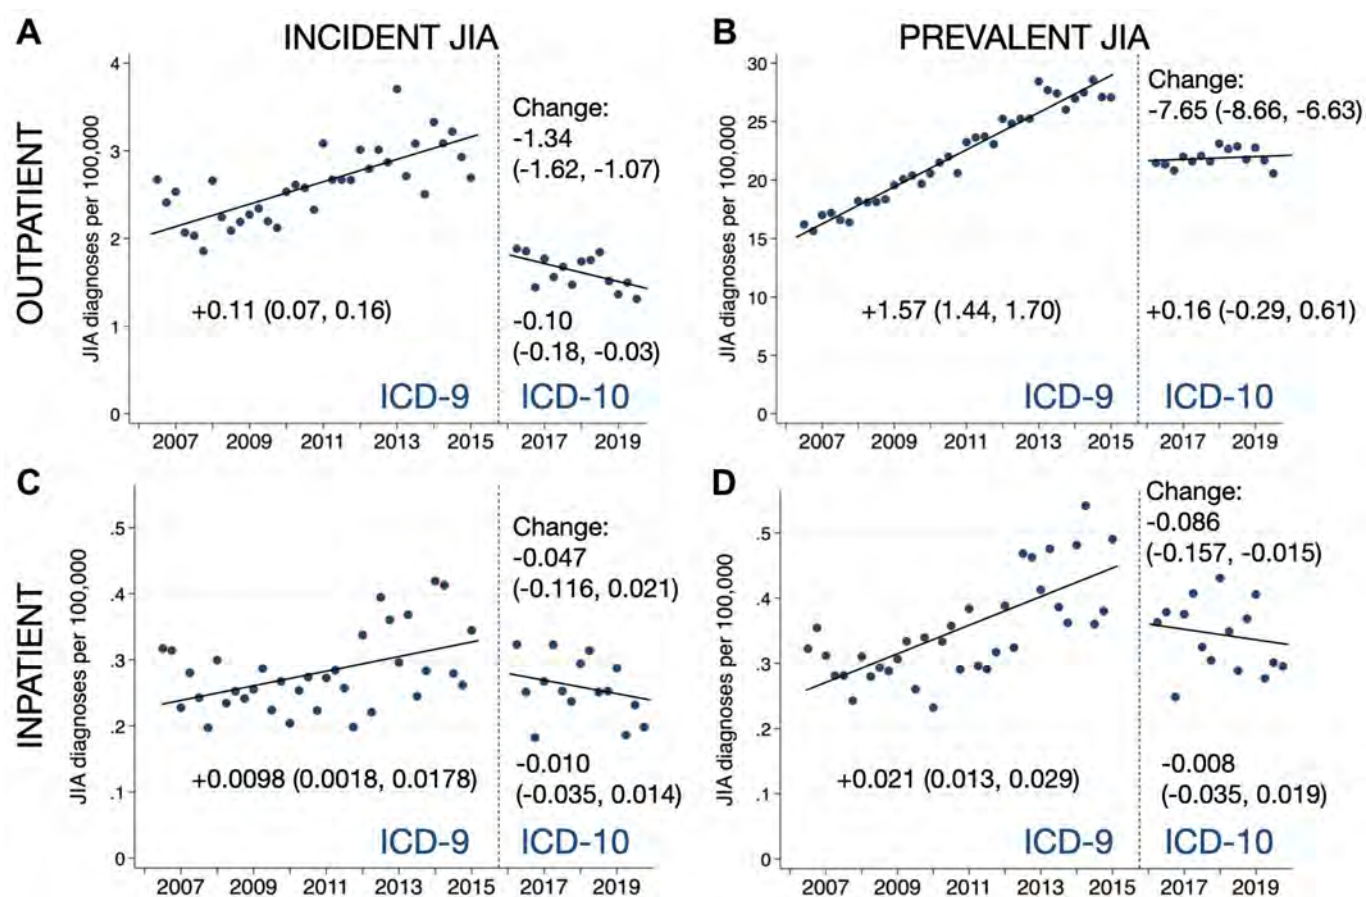 A
INCIDENT JIA
OUTPATIENT
JIA diagnoses per 100,000
4
3
2
1
0
Change:
-1.34
(-1.62, -1.07)
+0.11 (0.07, 0.16)
-0.10
(-0.18, -0.03)
ICD-9
ICD-10
2007 2009 2011 2013 2015 2017 2019
B
PREVALENT JIA
JIA diagnoses per 100,000
30
25
20
15
10
5
0
Change:
-7.65 (-8.66, -6.63)
+1.57 (1.44, 1.70)
+0.16 (-0.29, 0.61)
ICD-9
ICD-10
2007 2009 2011 2013 2015 2017 2019
C
INPATIENT
JIA diagnoses per 100,000
.5
.4
.3
.2
.1
0
Change:
-0.047
(-0.116, 0.021)
+0.0098 (0.0018, 0.0178)
-0.010
(-0.035, 0.014)
ICD-9
ICD-10
2007 2009 2011 2013 2015 2017 2019
D
JIA diagnoses per 100,000
.5
.4
.3
.2
.1
0
Change:
-0.086
(-0.157, -0.015)
+0.021 (0.013, 0.029)
-0.008
(-0.035, 0.019)
ICD-9
ICD-10
2007 2009 2011 2013 2015 2017 2019